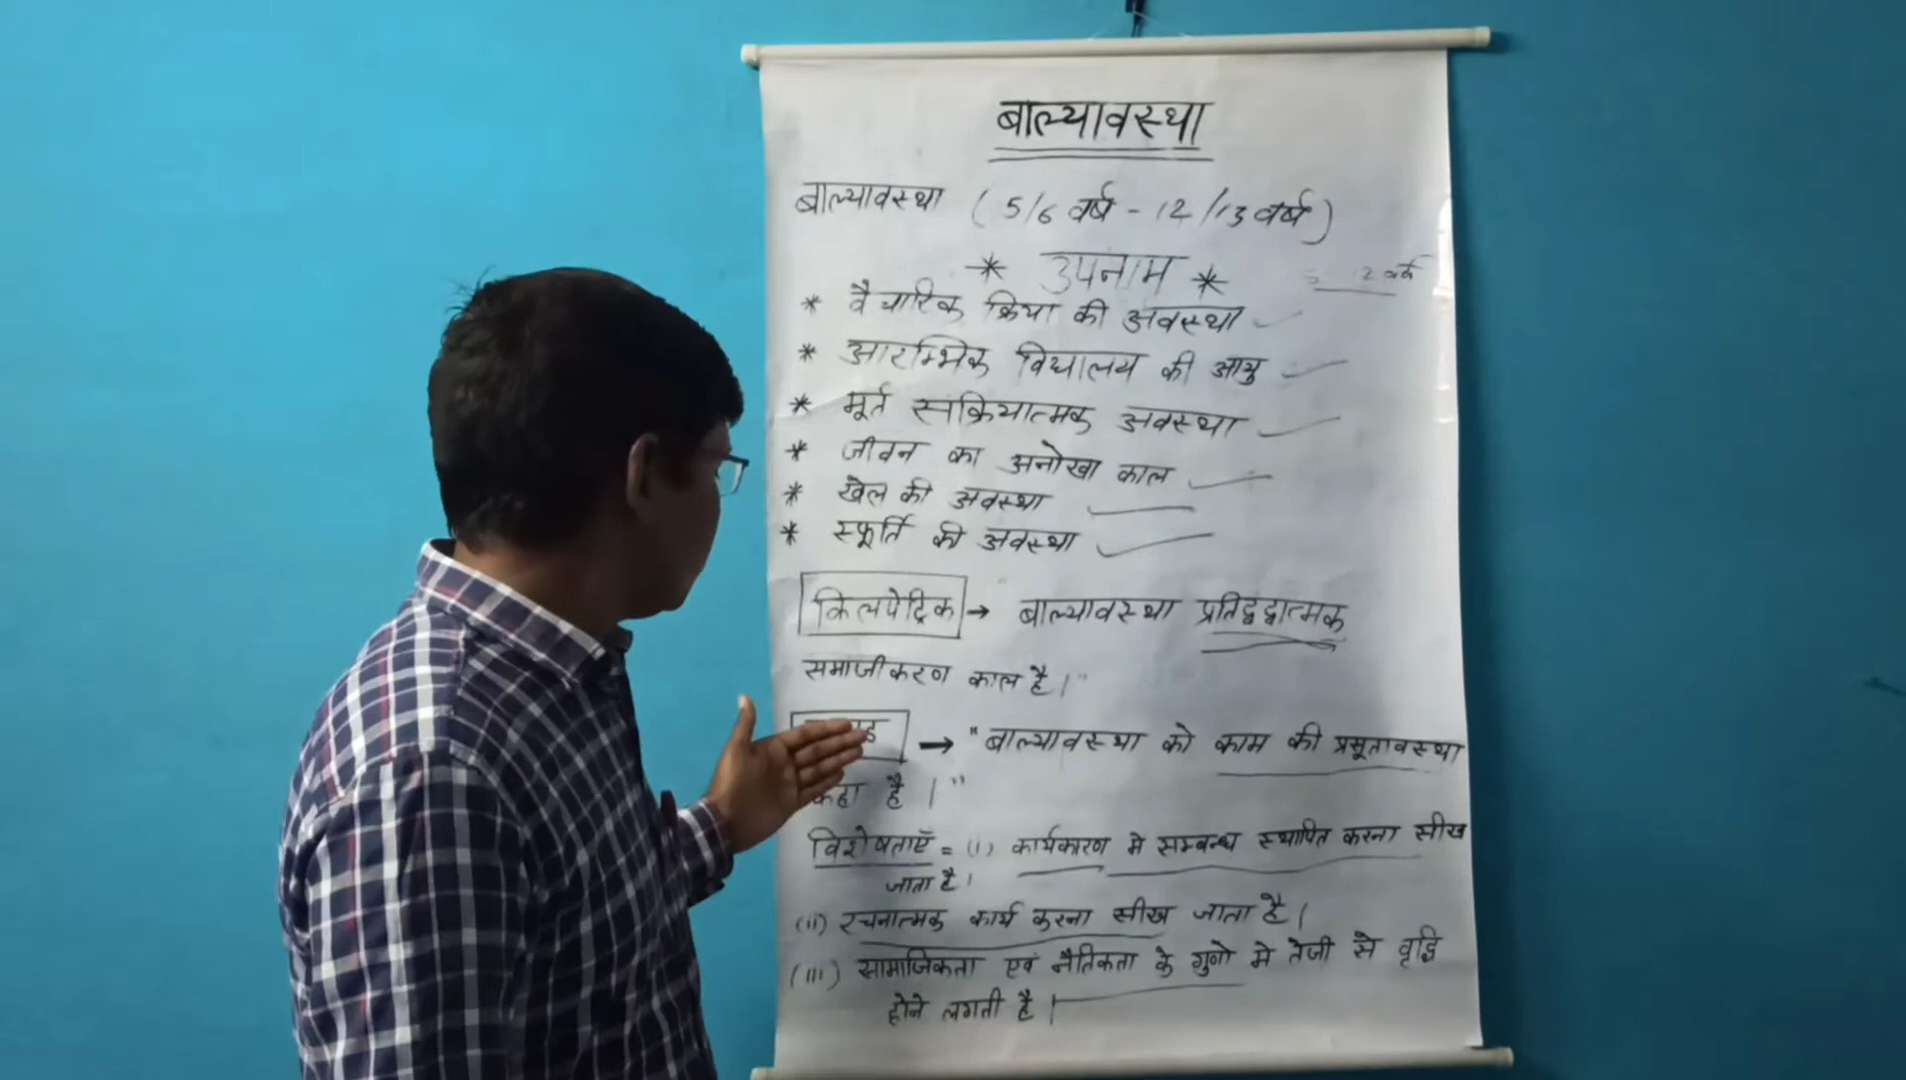 बाल्यावस्था
बाल्यावस्था (5/6 वर्ष - 12/13 वर्ष)
* उपनाम *
2 वर्ष
* वैचारिक क्रिया की अवस्था
* आरम्भिक विद्यालय की आयु
* मूर्त संक्रियात्मक अवस्था
* जीवन का अनोखा काल
* खेल की अवस्था
* स्फूर्ति की अवस्था
किलपेट्रिक → बाल्यावस्था प्रतिद्वद्वात्मक
समाजीकरण काल है।"
→ "बाल्यावस्था को काम की प्रसूतावस्था
कहा है।"
विशेषताएँ = (i) कार्यकारण मे सम्बन्ध स्थापित करना सीख
जाता है।
(ii) रचनात्मक कार्य करना सीख जाता है।
(iii) सामाजिकता एवं नैतिकता के गुणो मे तेजी से वृद्धि
होने लगती है।